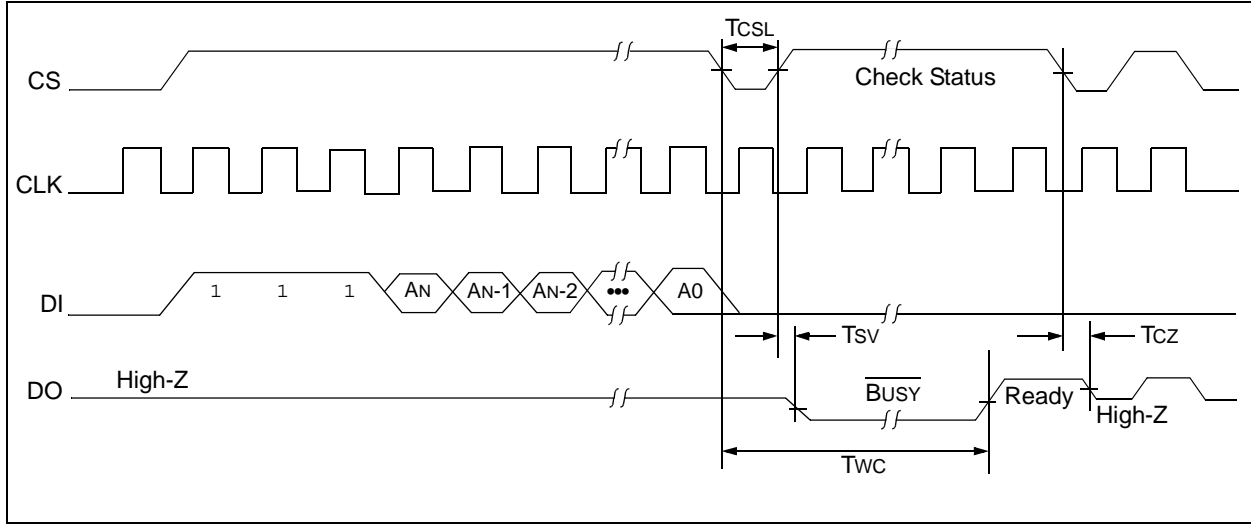 TCSL
CS
Check Status
CLK
DI
1 1 1 AN AN-1 AN-2 ••• A0
TSV
TCZ
High-Z
DO
BUSY
Ready
High-Z
TWC